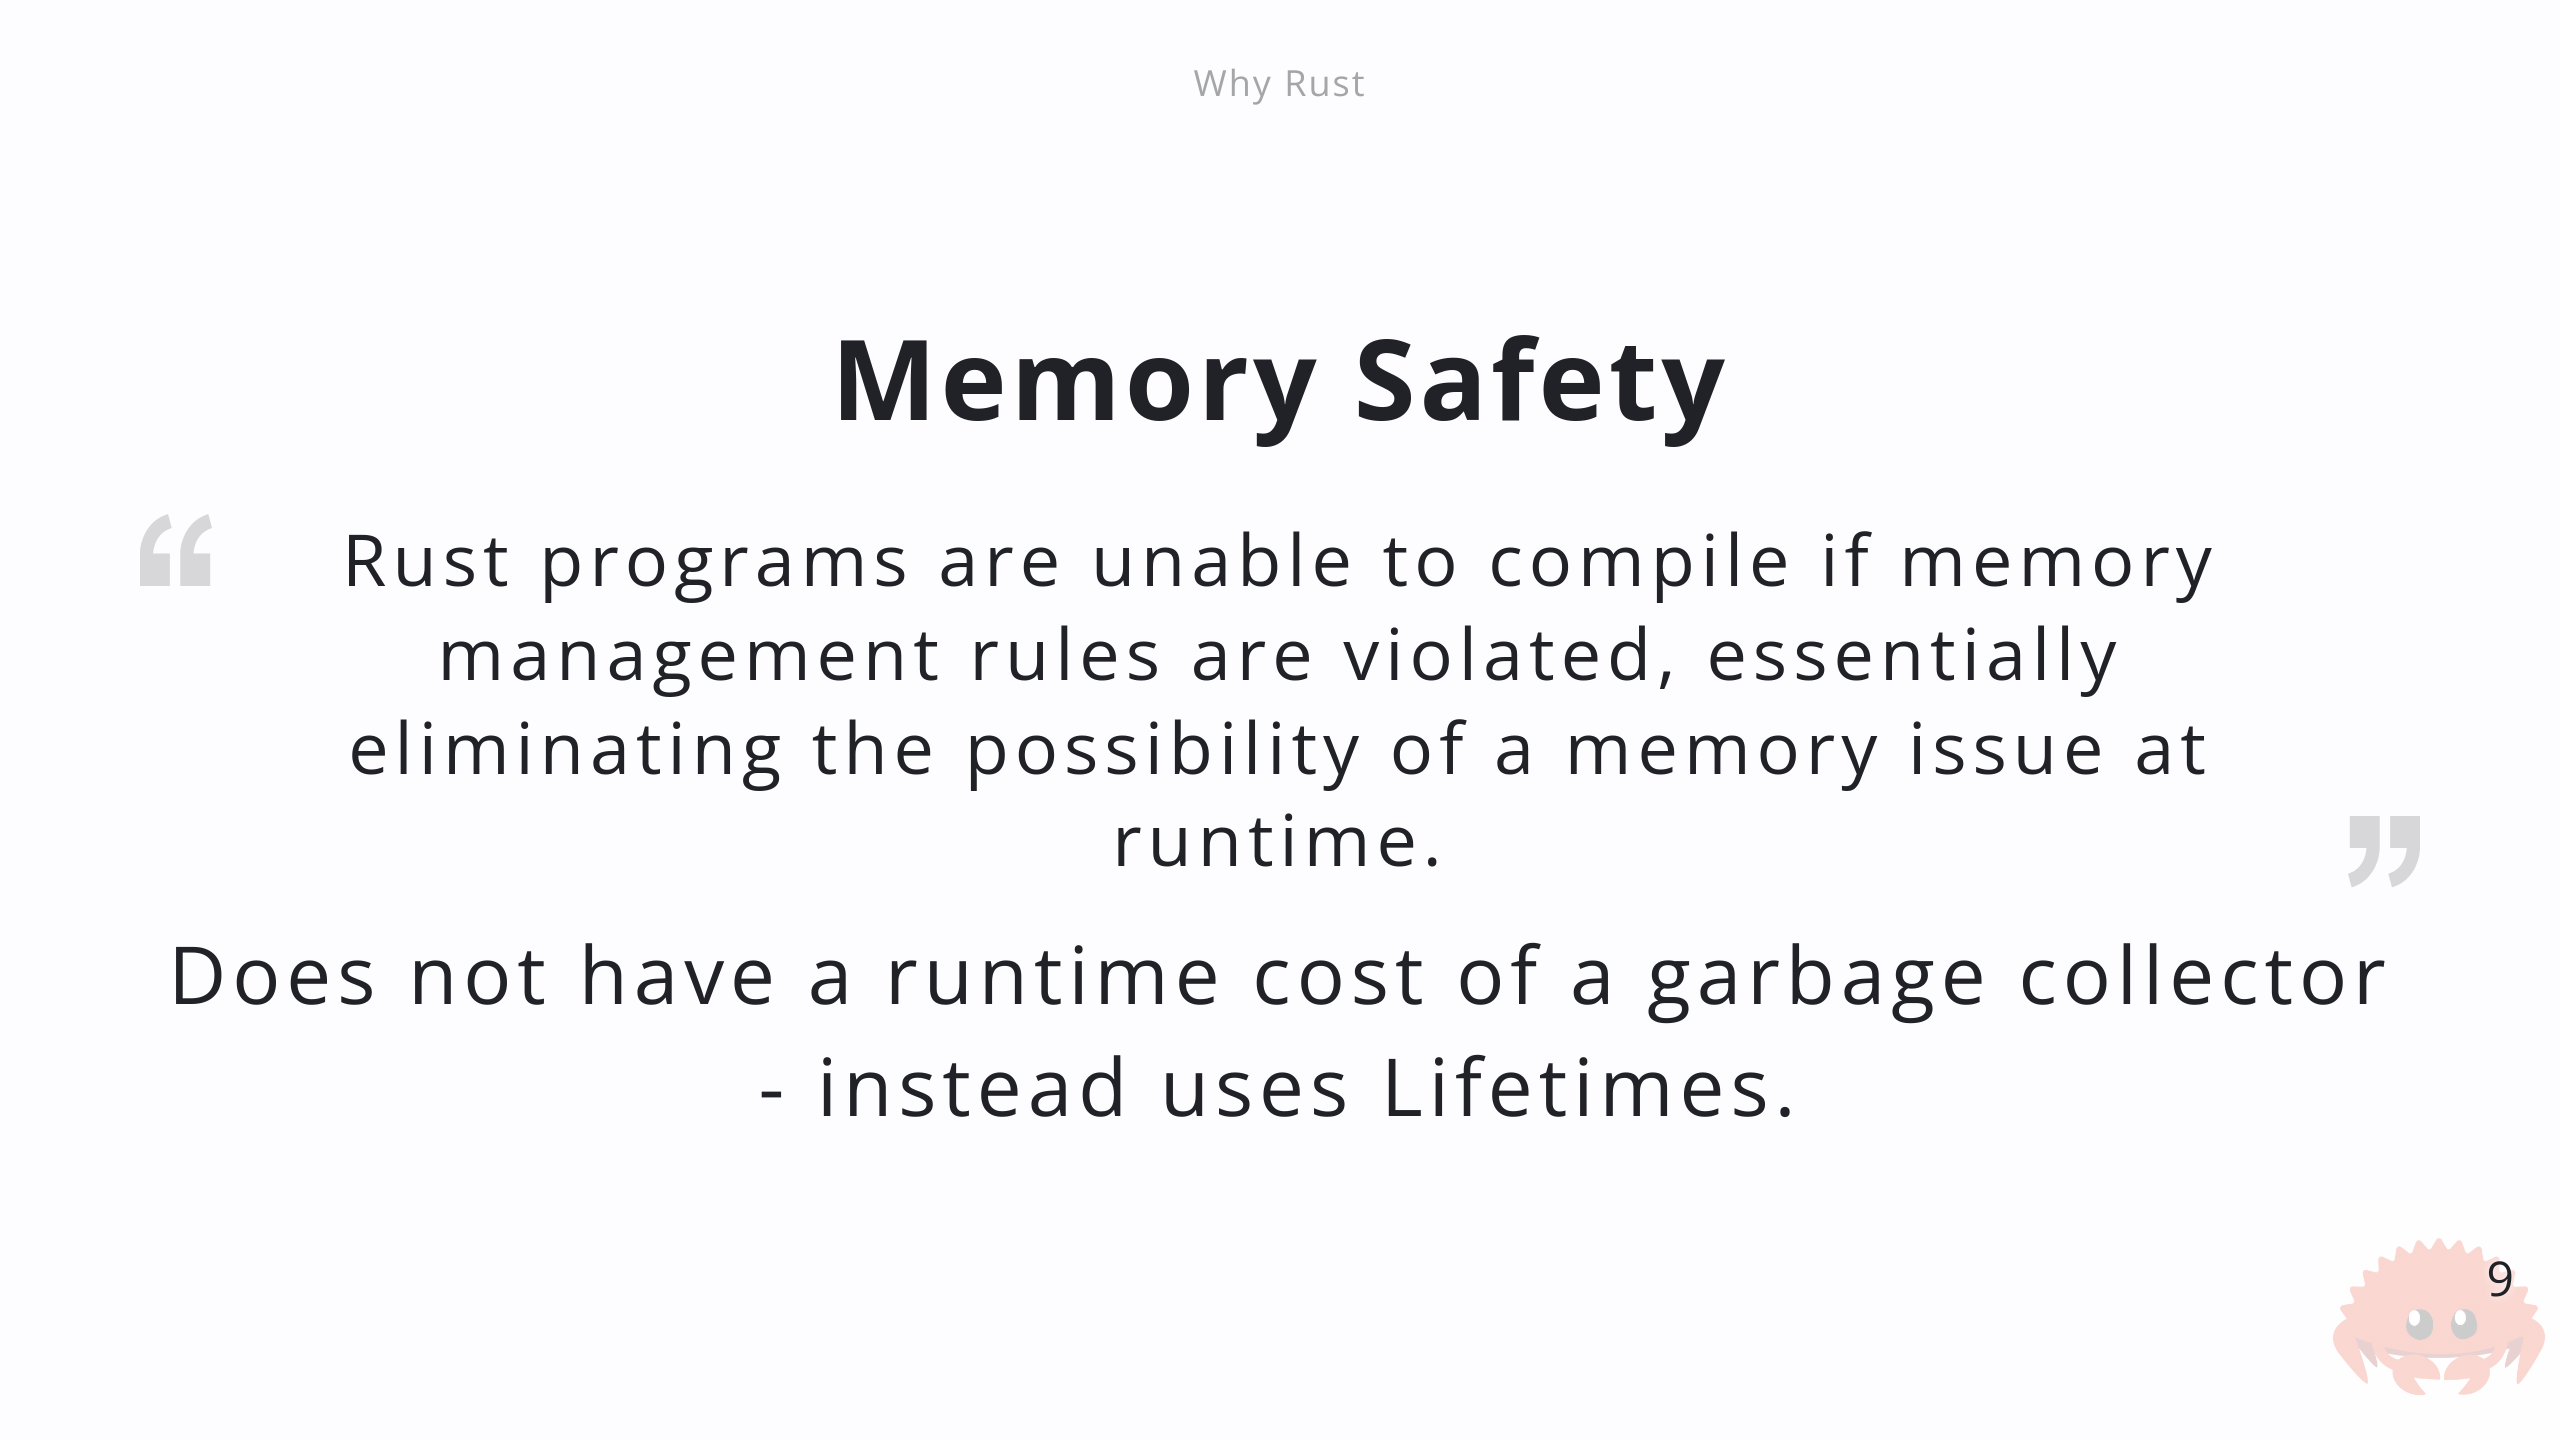 Why Rust
Memory Safety
“ Rust programs are unable to compile if memory
management rules are violated, essentially
eliminating the possibility of a memory issue at
runtime. ”
Does not have a runtime cost of a garbage collector
- instead uses Lifetimes.
9